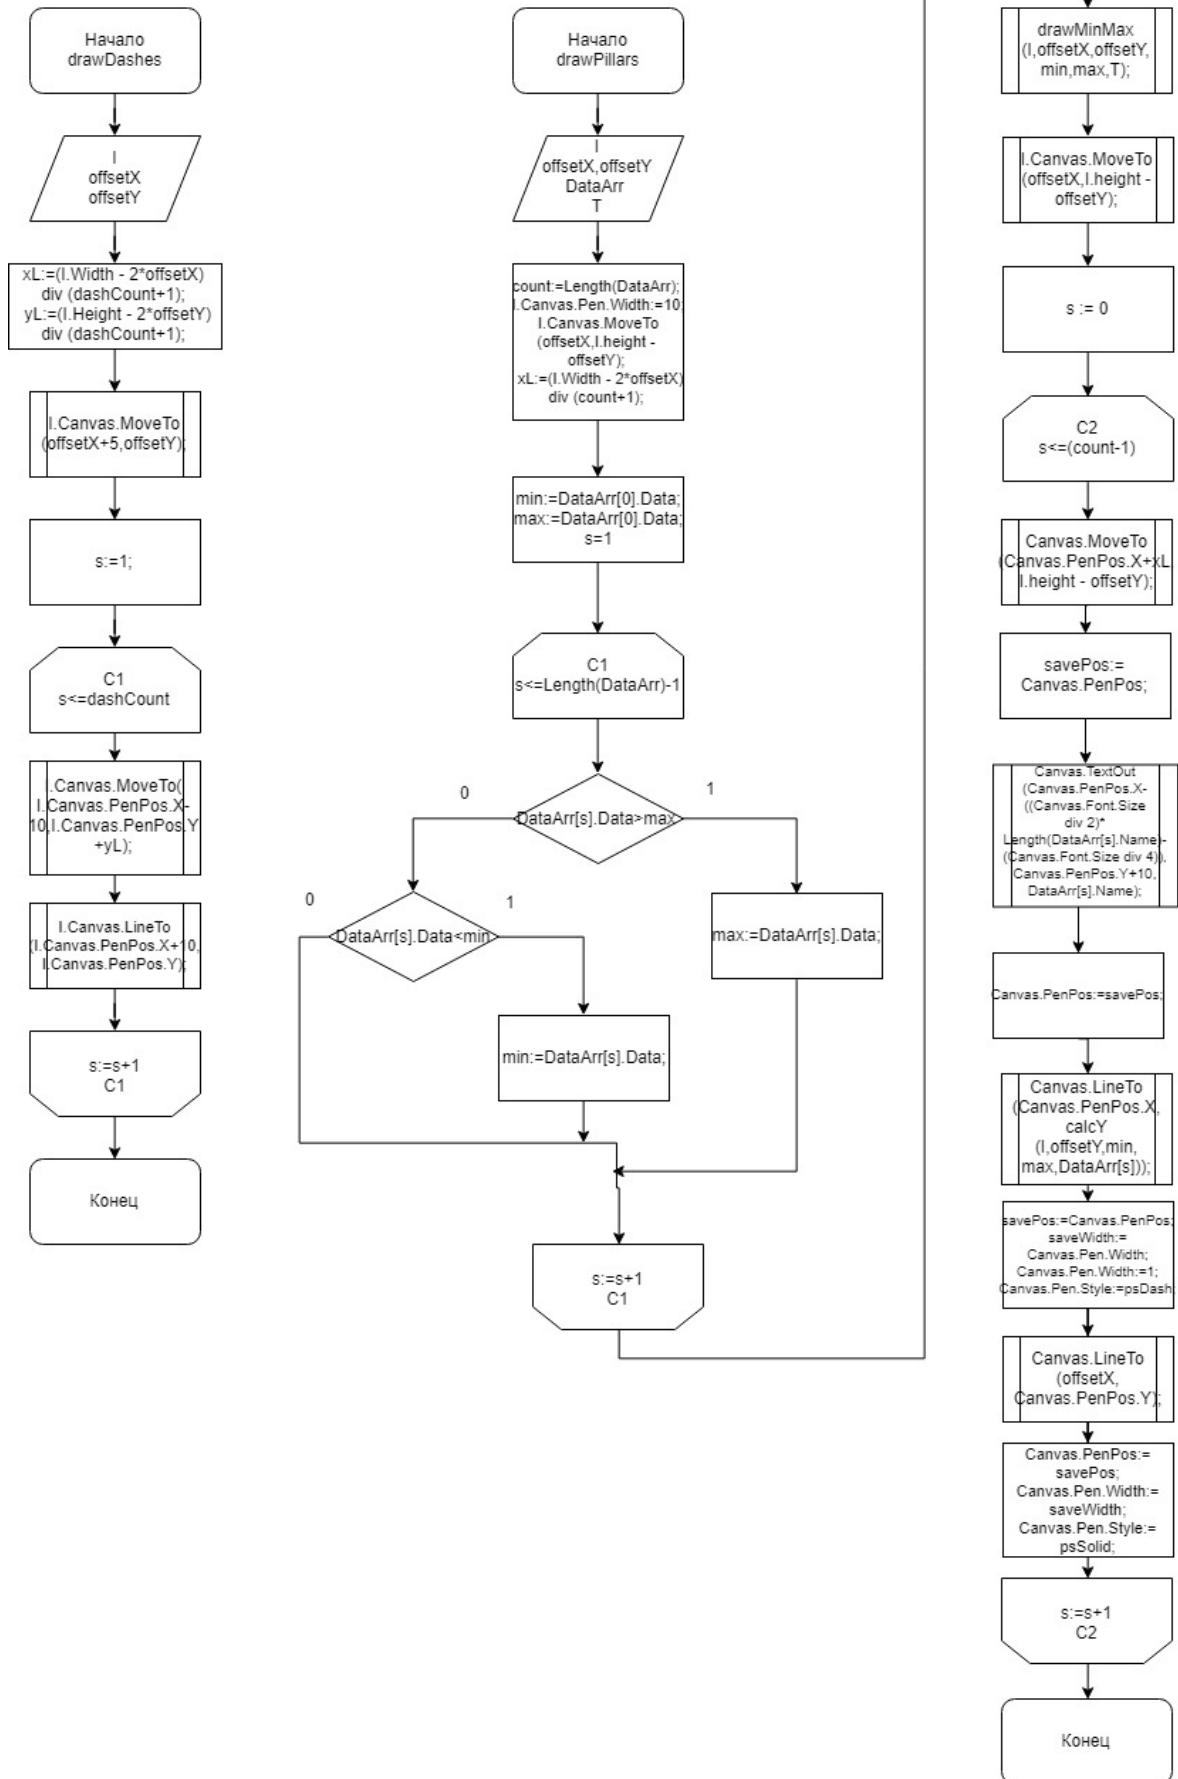 Начало
drawDashes
I
offsetX
offsetY
xL:=(I.Width - 2*offsetX)
div (dashCount+1);
yL:=(I.Height - 2*offsetY)
div (dashCount+1);
I.Canvas.MoveTo
(offsetX+5,offsetY);
s:=1;
C1
s<=dashCount
I.Canvas.MoveTo(
I.Canvas.PenPos.X-
10,I.Canvas.PenPos.Y
+yL);
I.Canvas.LineTo
(I.Canvas.PenPos.X+10,
I.Canvas.PenPos.Y);
s:=s+1
C1
Конец
Начало
drawPillars
I
offsetX,offsetY
DataArr
T
count:=Length(DataArr);
I.Canvas.Pen.Width:=10;
I.Canvas.MoveTo
(offsetX,I.height -
offsetY);
xL:=(I.Width - 2*offsetX)
div (count+1);
min:=DataArr[0].Data;
max:=DataArr[0].Data;
s=1
C1
s<=Length(DataArr)-1
0
1
DataArr[s].Data>max
0
1
DataArr[s].Data<min
max:=DataArr[s].Data;
min:=DataArr[s].Data;
s:=s+1
C1
drawMinMax
(I,offsetX,offsetY,
min,max,T);
I.Canvas.MoveTo
(offsetX,I.height -
offsetY);
s := 0
C2
s<=(count-1)
Canvas.MoveTo
(Canvas.PenPos.X+xL,
I.height - offsetY);
savePos:=
Canvas.PenPos;
Canvas.TextOut
(Canvas.PenPos.X-
((Canvas.Font.Size
div 2)*
Length(DataArr[s].Name)-
(Canvas.Font.Size div 4)),
Canvas.PenPos.Y+10,
DataArr[s].Name);
Canvas.PenPos:=savePos;
Canvas.LineTo
(Canvas.PenPos.X,
calcY
(I,offsetY,min,
max,DataArr[s]));
savePos:=Canvas.PenPos;
saveWidth:=
Canvas.Pen.Width;
Canvas.Pen.Width:=1;
Canvas.Pen.Style:=psDash;
Canvas.LineTo
(offsetX,
Canvas.PenPos.Y);
Canvas.PenPos:=
savePos;
Canvas.Pen.Width:=
saveWidth;
Canvas.Pen.Style:=
psSolid;
s:=s+1
C2
Конец